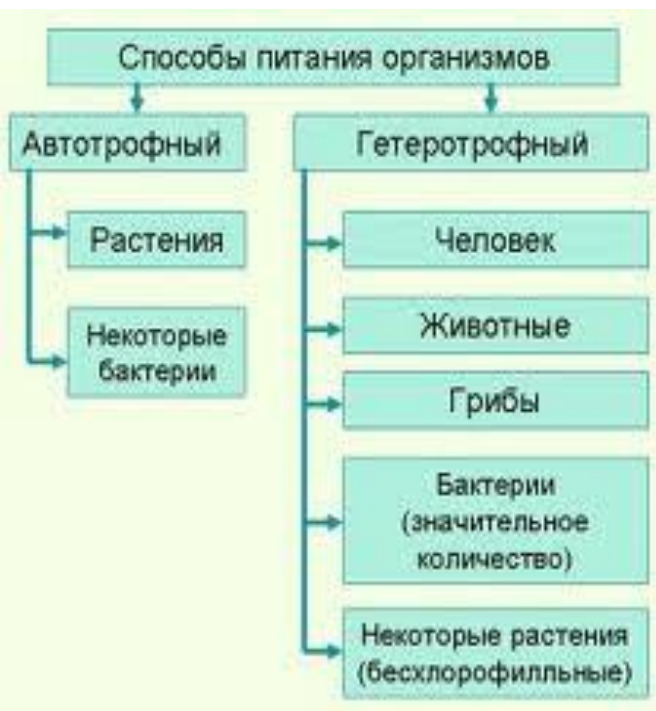 Способы питания организмов
Автотрофный
Растения
Некоторые
бактерии
Гетеротрофный
Человек
Животные
Грибы
Бактерии
(значительное
количество)
Некоторые растения
(бесхлорофилльные)